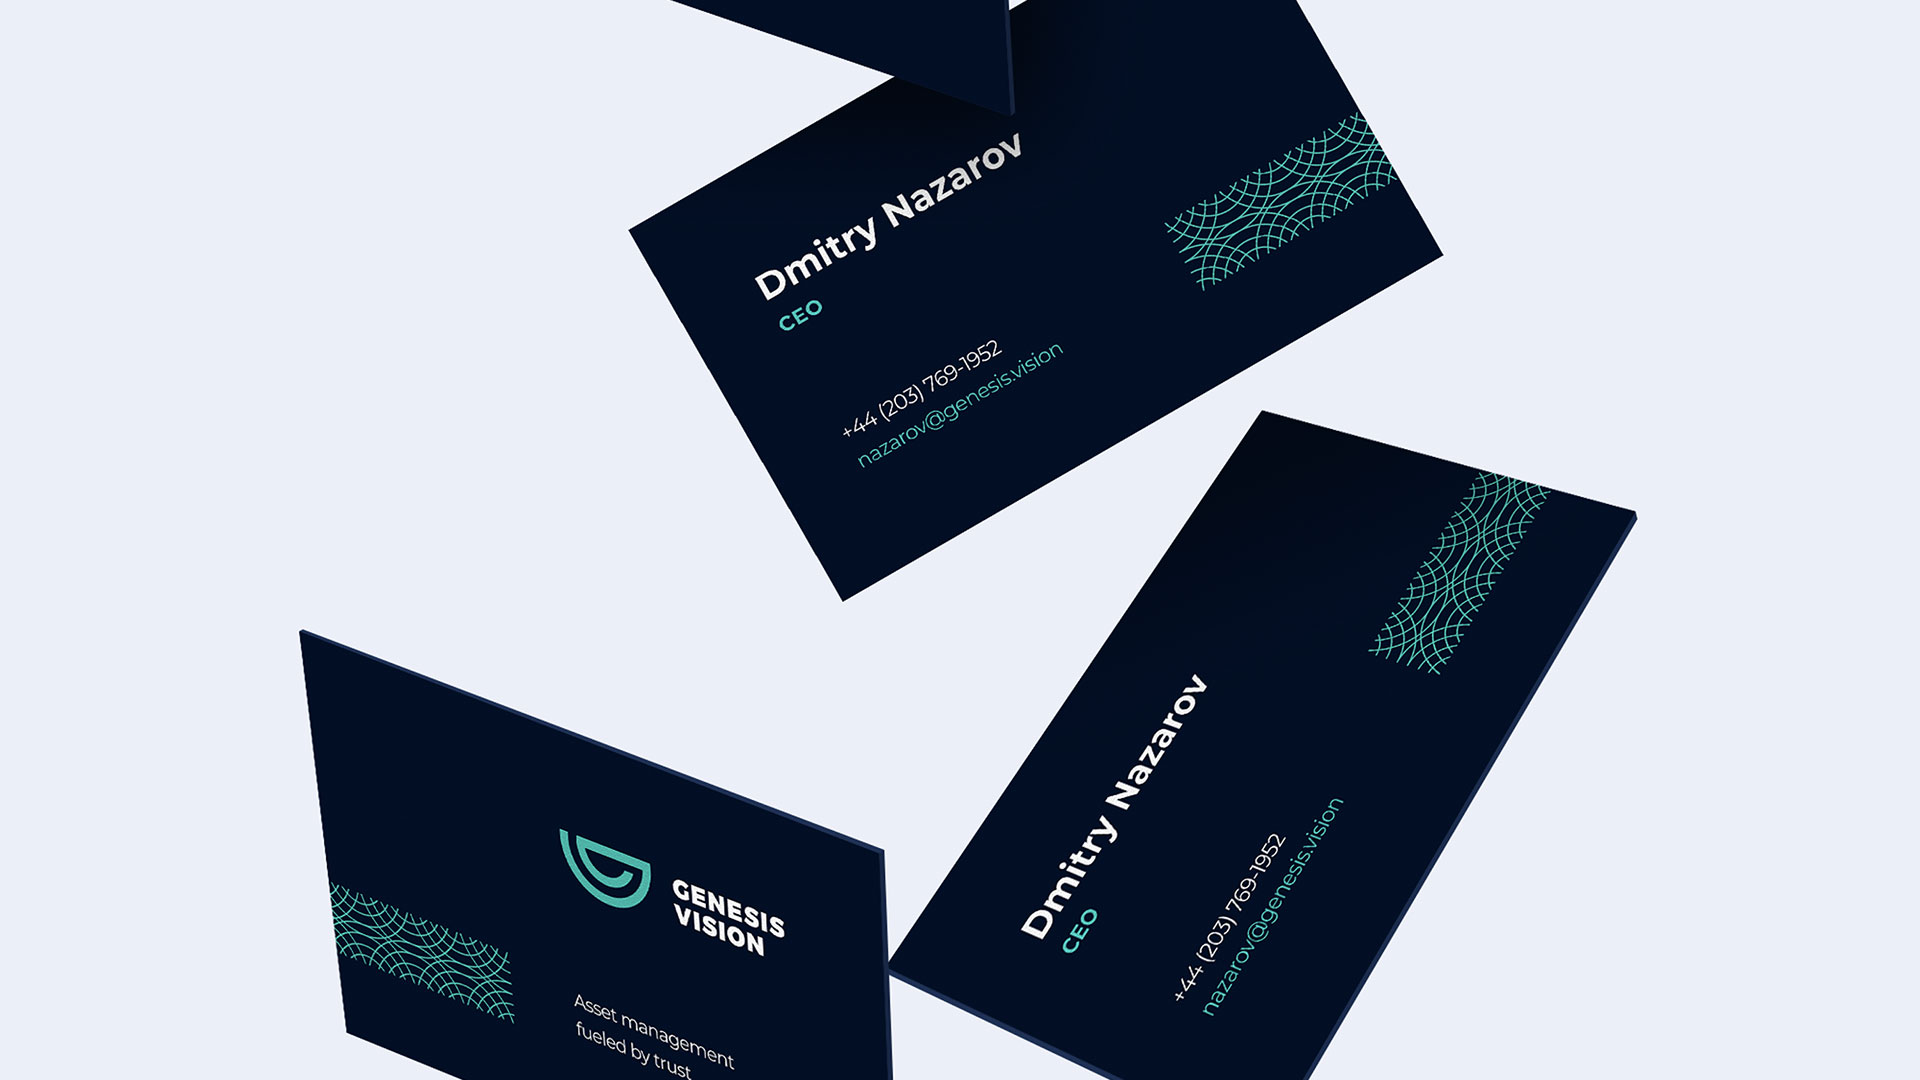 Dmitry Nazarov
CEO
+44 (203) 769-1952
nazarov@genesis.vision
Dmitry Nazarov
CEO
+44 (203) 769-1952
nazarov@genesis.vision
GENESIS
VISION
Asset management
fueled by trust